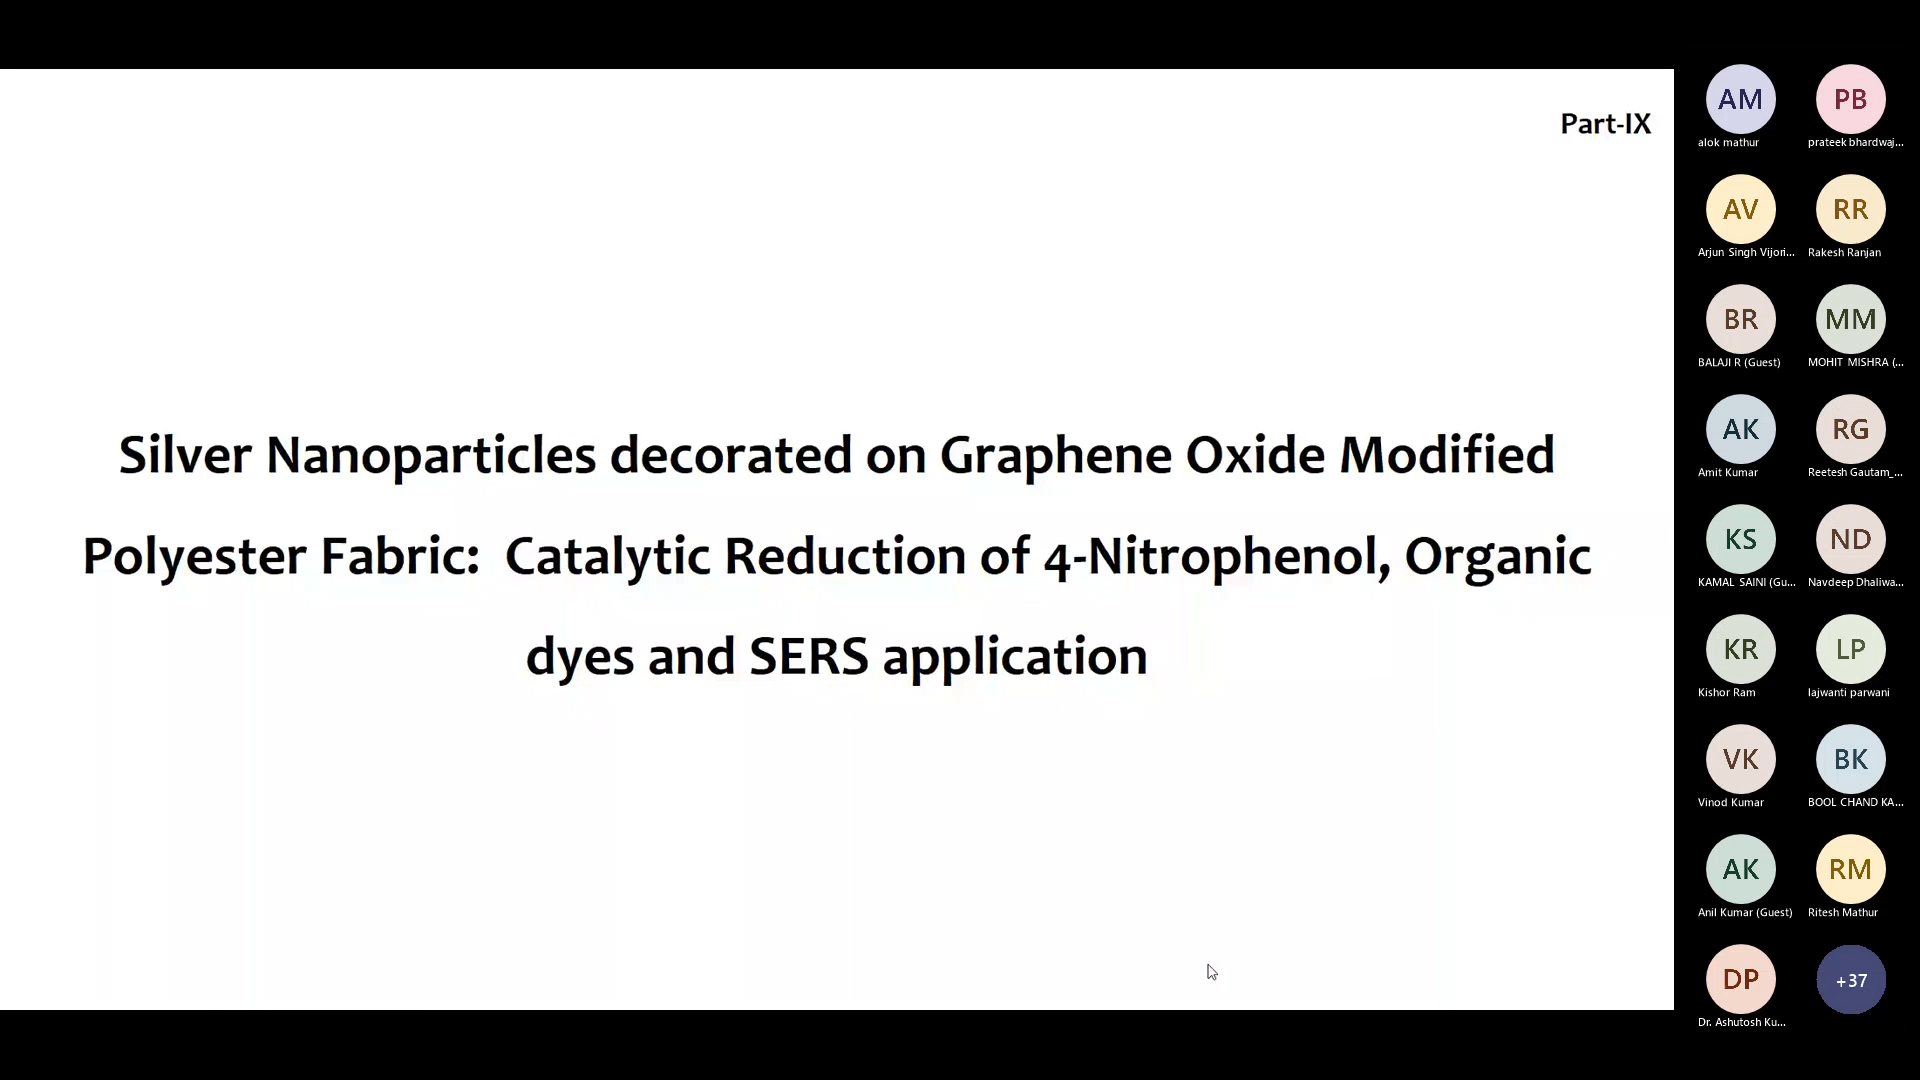 Part-IX
Silver Nanoparticles decorated on Graphene Oxide Modified
Polyester Fabric: Catalytic Reduction of 4-Nitrophenol, Organic
dyes and SERS application
AM
alok mathur
PB
prateek bhardwaj...
AV
Arjun Singh Vijori...
RR
Rakesh Ranjan
BR
BALAJI R (Guest)
MM
MOHIT MISHRA (...
AK
Amit Kumar
RG
Reetesh Gautam_...
KS
KAMAL SAINI (Gu...
ND
Navdeep Dhaliwa...
KR
Kishor Ram
LP
lajwanti parwani
VK
Vinod Kumar
BK
BOOL CHAND KA...
AK
Anil Kumar (Guest)
RM
Ritesh Mathur
DP
Dr. Ashutosh Ku...
+37